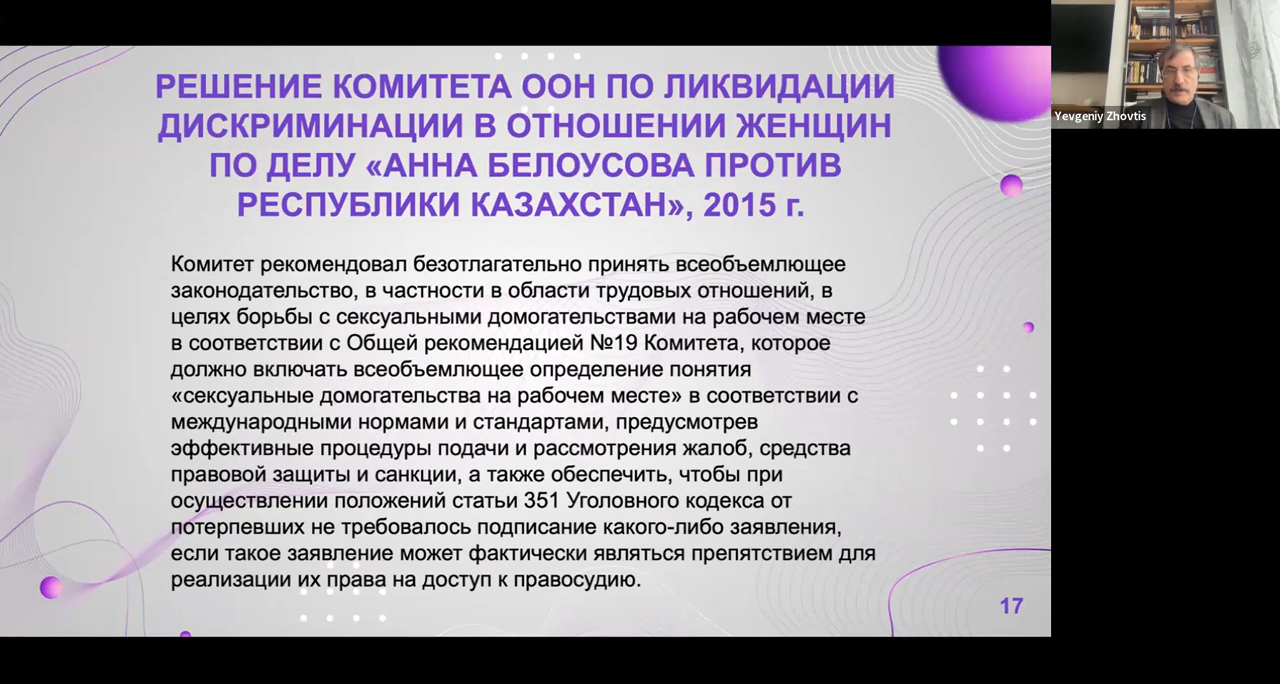 РЕШЕНИЕ КОМИТЕТА ООН ПО ЛИКВИДАЦИИ
ДИСКРИМИНАЦИИ В ОТНОШЕНИИ ЖЕНЩИН
ПО ДЕЛУ «АННА БЕЛОУСОВА ПРОТИВ
РЕСПУБЛИКИ КАЗАХСТАН», 2015 г.
Комитет рекомендовал безотлагательно принять всеобъемлющее
законодательство, в частности в области трудовых отношений, в
целях борьбы с сексуальными домогательствами на рабочем месте
в соответствии с Общей рекомендацией №19 Комитета, которое
должно включать всеобъемлющее определение понятия
«сексуальные домогательства на рабочем месте» в соответствии с
международными нормами и стандартами, предусмотрев
эффективные процедуры подачи и рассмотрения жалоб, средства
правовой защиты и санкции, а также обеспечить, чтобы при
осуществлении положений статьи 351 Уголовного кодекса от
потерпевших не требовалось подписание какого-либо заявления,
если такое заявление может фактически являться препятствием для
реализации их права на доступ к правосудию.
17
Yevgeniy Zhovtis